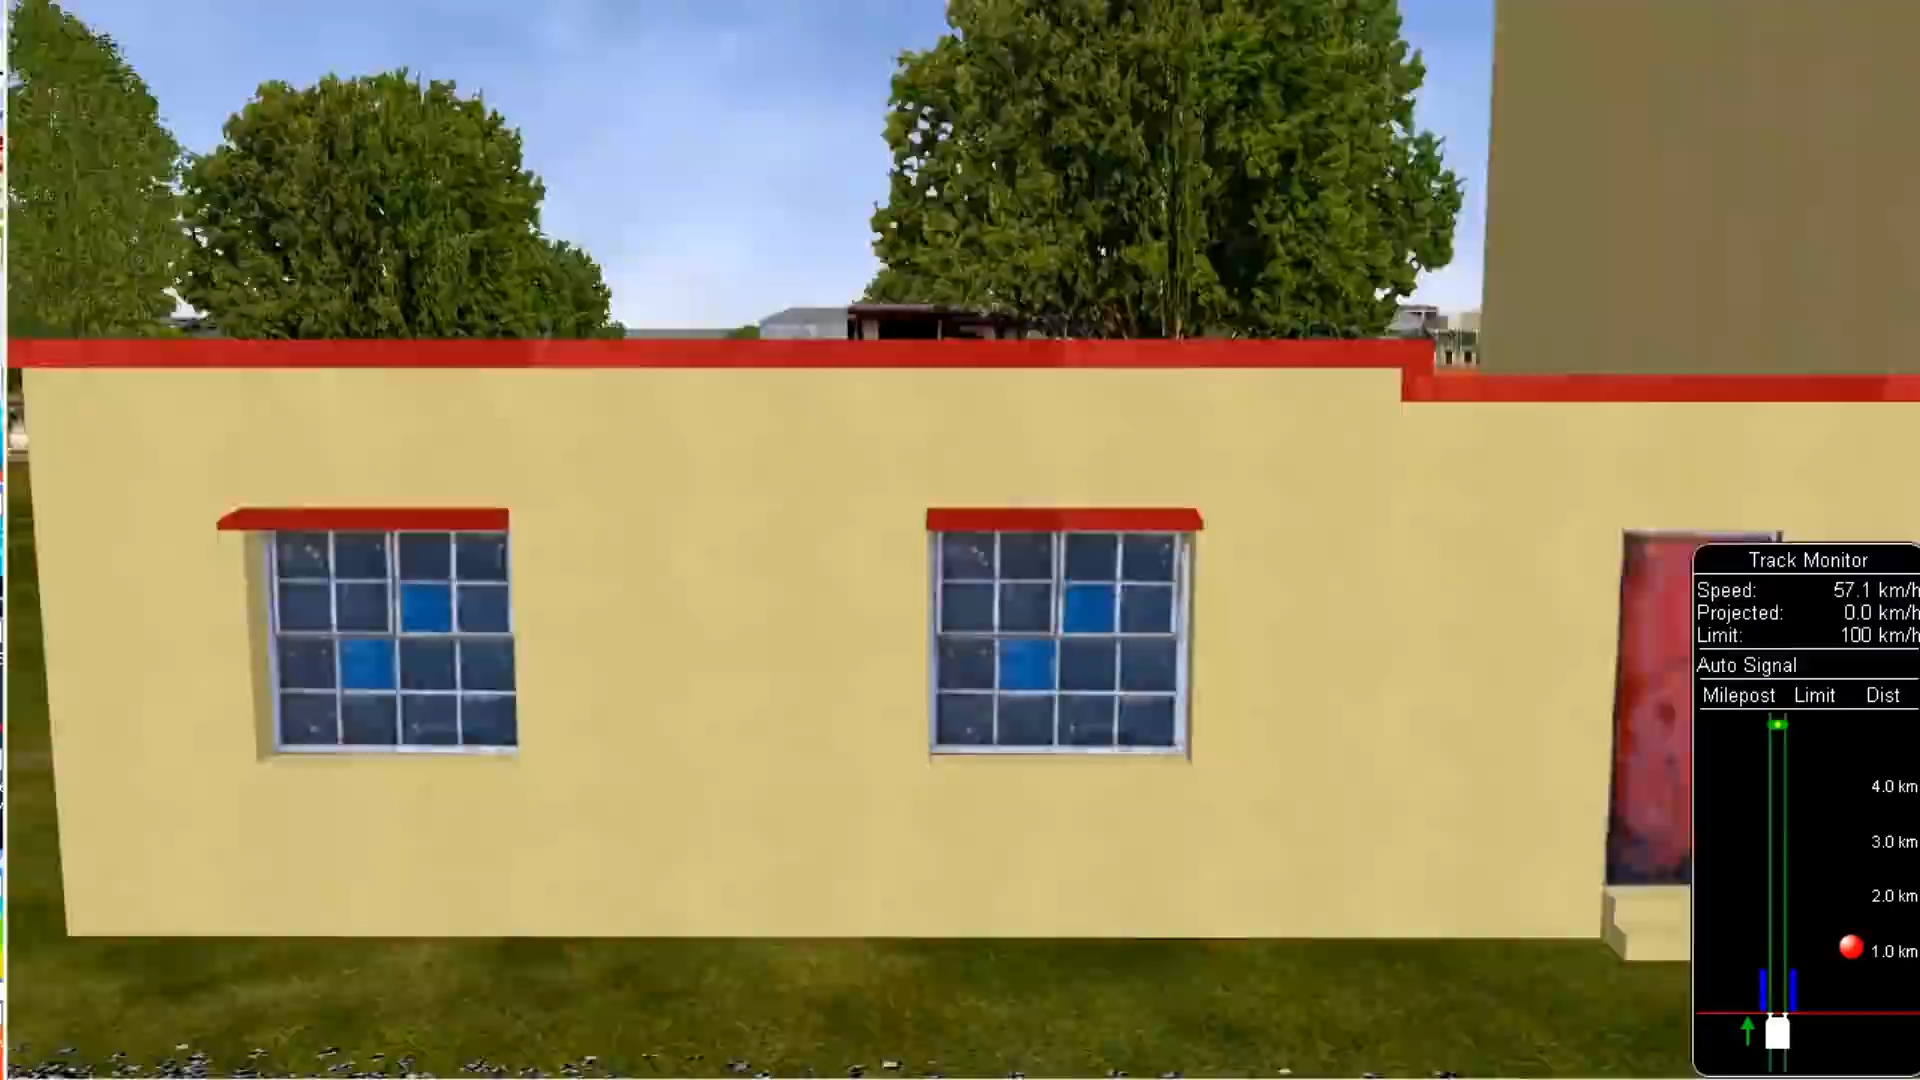 Track Monitor
Speed: 57.1 km/h
Projected: 0.0 km/h
Limit: 100 km/h
Auto Signal
Milepost Limit Dist
4.0 km
3.0 km
2.0 km
1.0 km